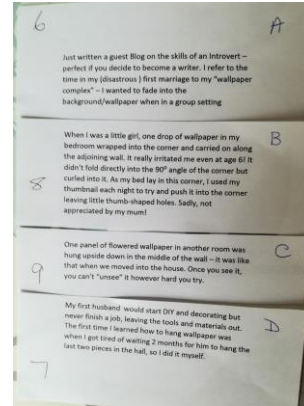 6 A
Just written a guest Blog on the skills of an Introvert –
perfect if you decide to become a writer. I refer to the
time in my (disastrous ) first marriage to my "wallpaper
complex" – I wanted to fade into the
background/wallpaper when in a group setting
B
When I was a little girl, one drop of wallpaper in my
bedroom wrapped into the corner and carried on along
the adjoining wall. It really irritated me even at age 6! It
didn't fold directly into the 90° angle of the corner but
8 curled into it. As my bed lay in this corner, I used my
thumbnail each night to try and push it into the corner
leaving little thumb-shaped holes. Sadly, not
appreciated by my mum!
C
One panel of flowered wallpaper in another room was
hung upside down in the middle of the wall – it was like
9 that when we moved into the house. Once you see it,
you can't "unsee" it however hard you try.
My first husband would start DIY and decorating but
never finish a job, leaving the tools and materials out. D
The first time I learned how to hang wallpaper was
7 when I got tired of waiting 2 months for him to hang the
last two pieces in the hall, so I did it myself.